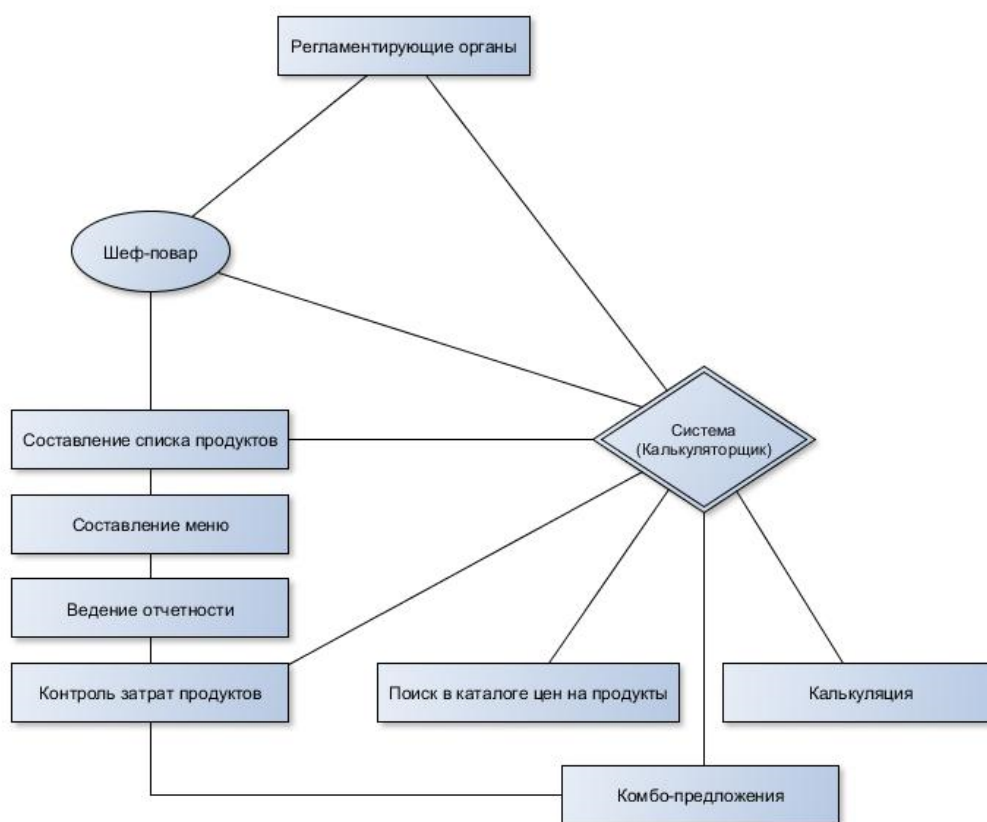 Регламентирующие органы
Шеф-повар
Система
(Калькуляторщик)
Составление списка продуктов
Составление меню
Ведение отчетности
Контроль затрат продуктов
Поиск в каталоге цен на продукты
Калькуляция
Комбо-предложения